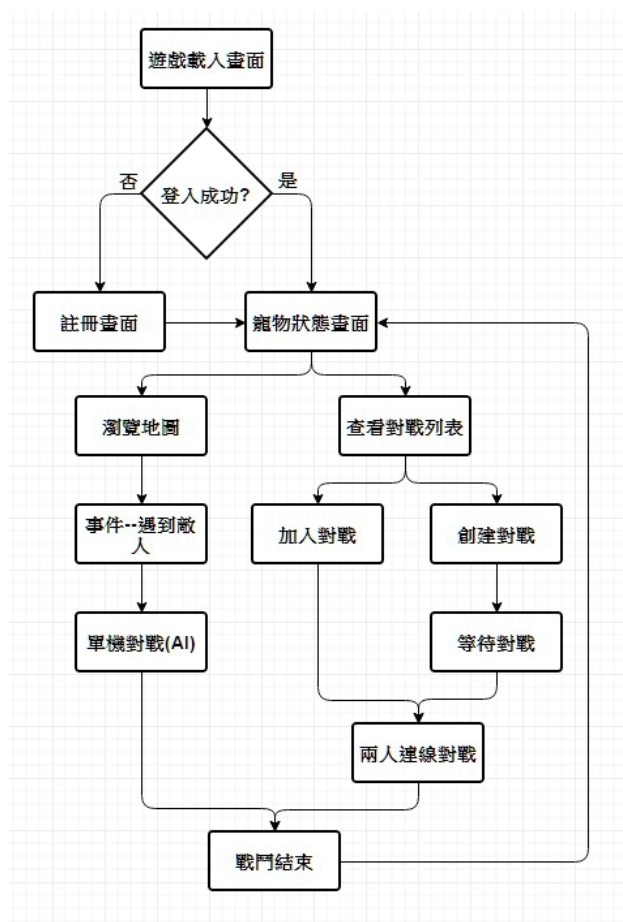 遊戲載入畫面
否
是
登入成功?
註冊畫面
寵物狀態畫面
瀏覽地圖
查看對戰列表
事件--遇到敵
人
加入對戰
創建對戰
單機對戰(AI)
等待對戰
兩人連線對戰
戰鬥結束